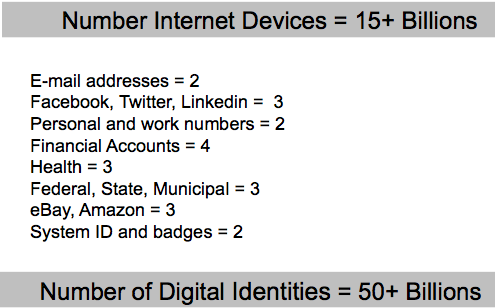 Number Internet Devices = 15+ Billions
E-mail addresses = 2
Facebook, Twitter, Linkedin = 3
Personal and work numbers = 2
Financial Accounts = 4
Health = 3
Federal, State, Municipal = 3
eBay, Amazon = 3
System ID and badges = 2
Number of Digital Identities = 50+ Billions